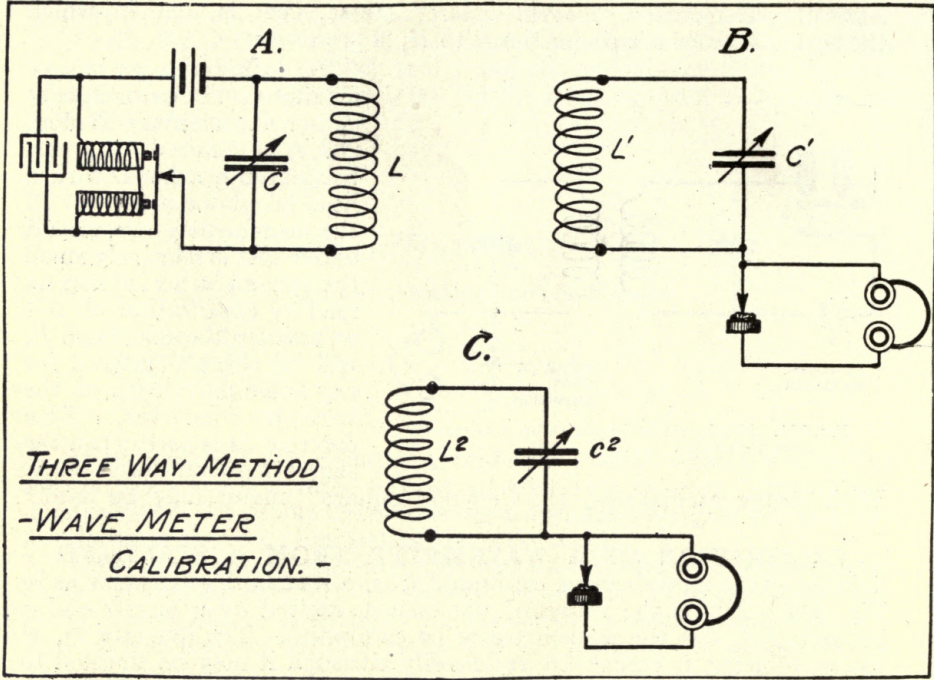 A.
B.
C
L
L'
C'
C.
L²
c²
THREE WAY METHOD
-WAVE METER
CALIBRATION.-